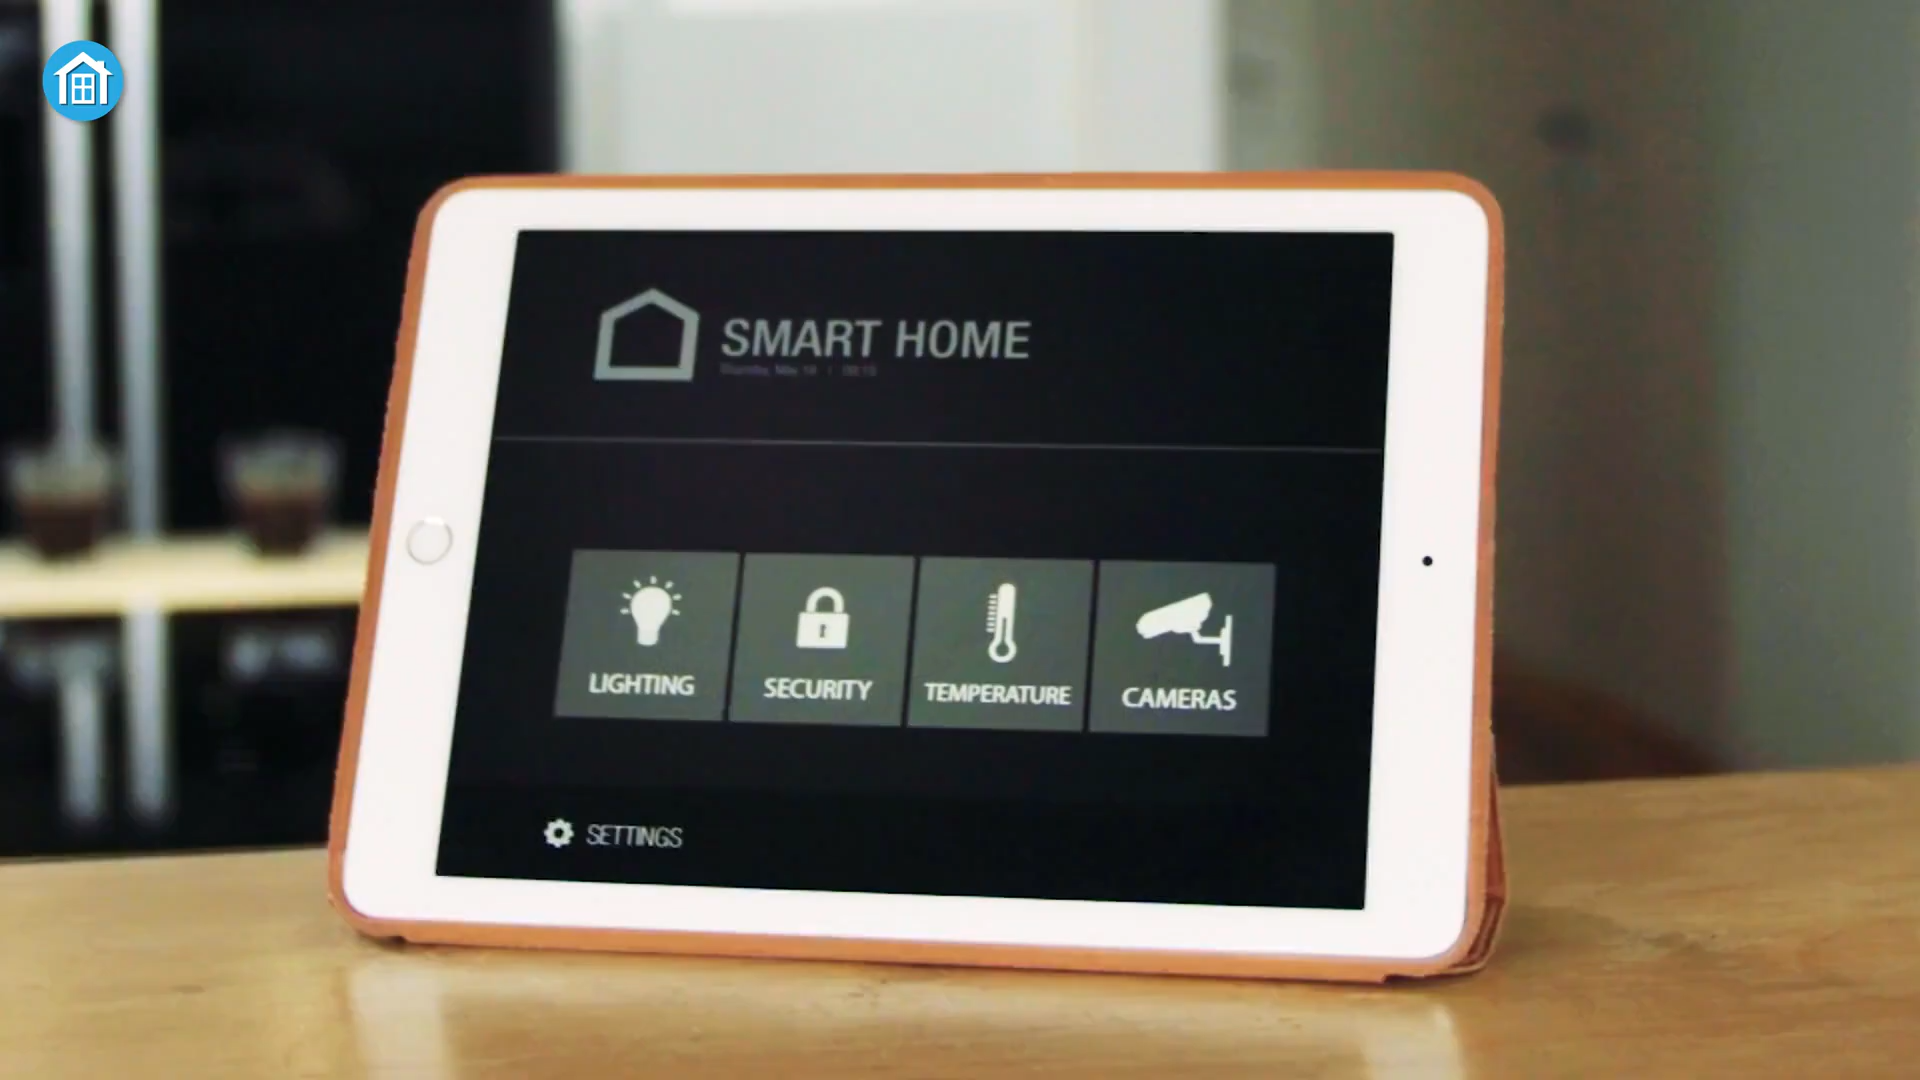 SMART HOME
LIGHTING
SECURITY
TEMPERATURE
CAMERAS
SETTINGS